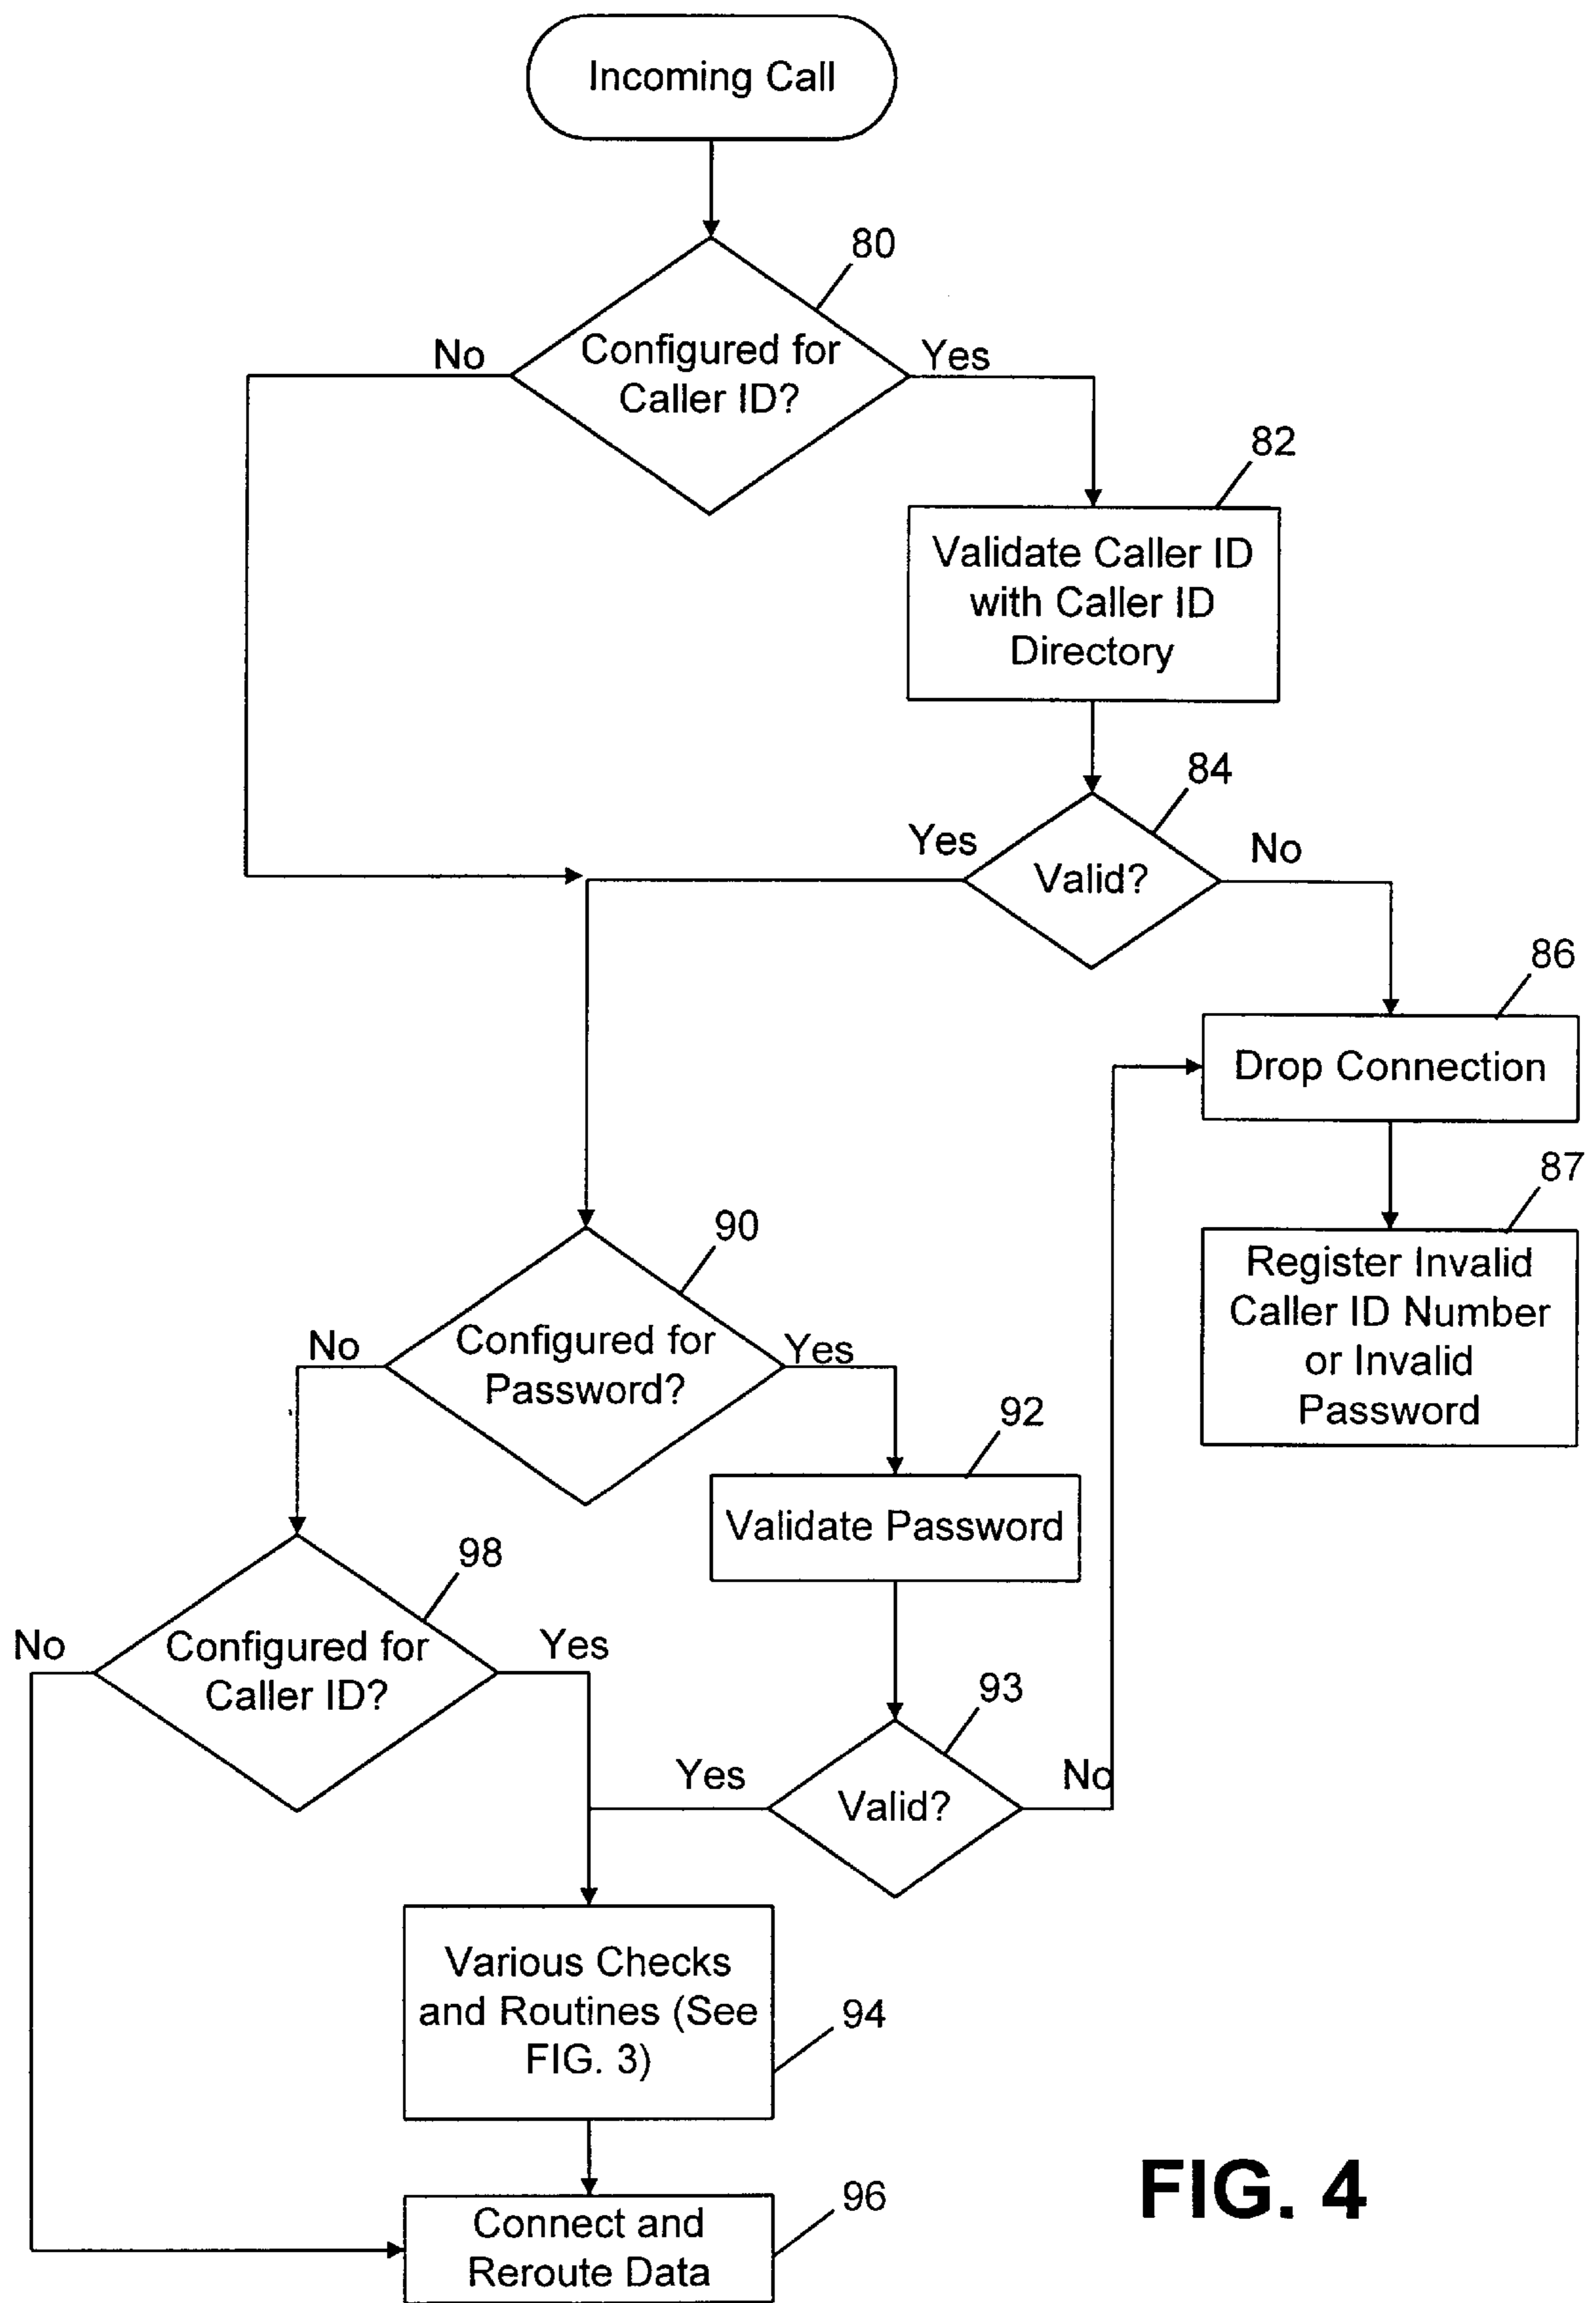 Incoming Call
80
No
Configured for
Caller ID?
Yes
82
Validate Caller ID
with Caller ID
Directory
84
Yes
Valid?
No
86
Drop Connection
87
Register Invalid
Caller ID Number
or Invalid
Password
90
No
Configured for
Password?
Yes
92
Validate Password
98
No
Configured for
Caller ID?
Yes
93
Yes
Valid?
No
Various Checks
and Routines (See
FIG. 3)
94
Connect and
Reroute Data
96
FIG. 4